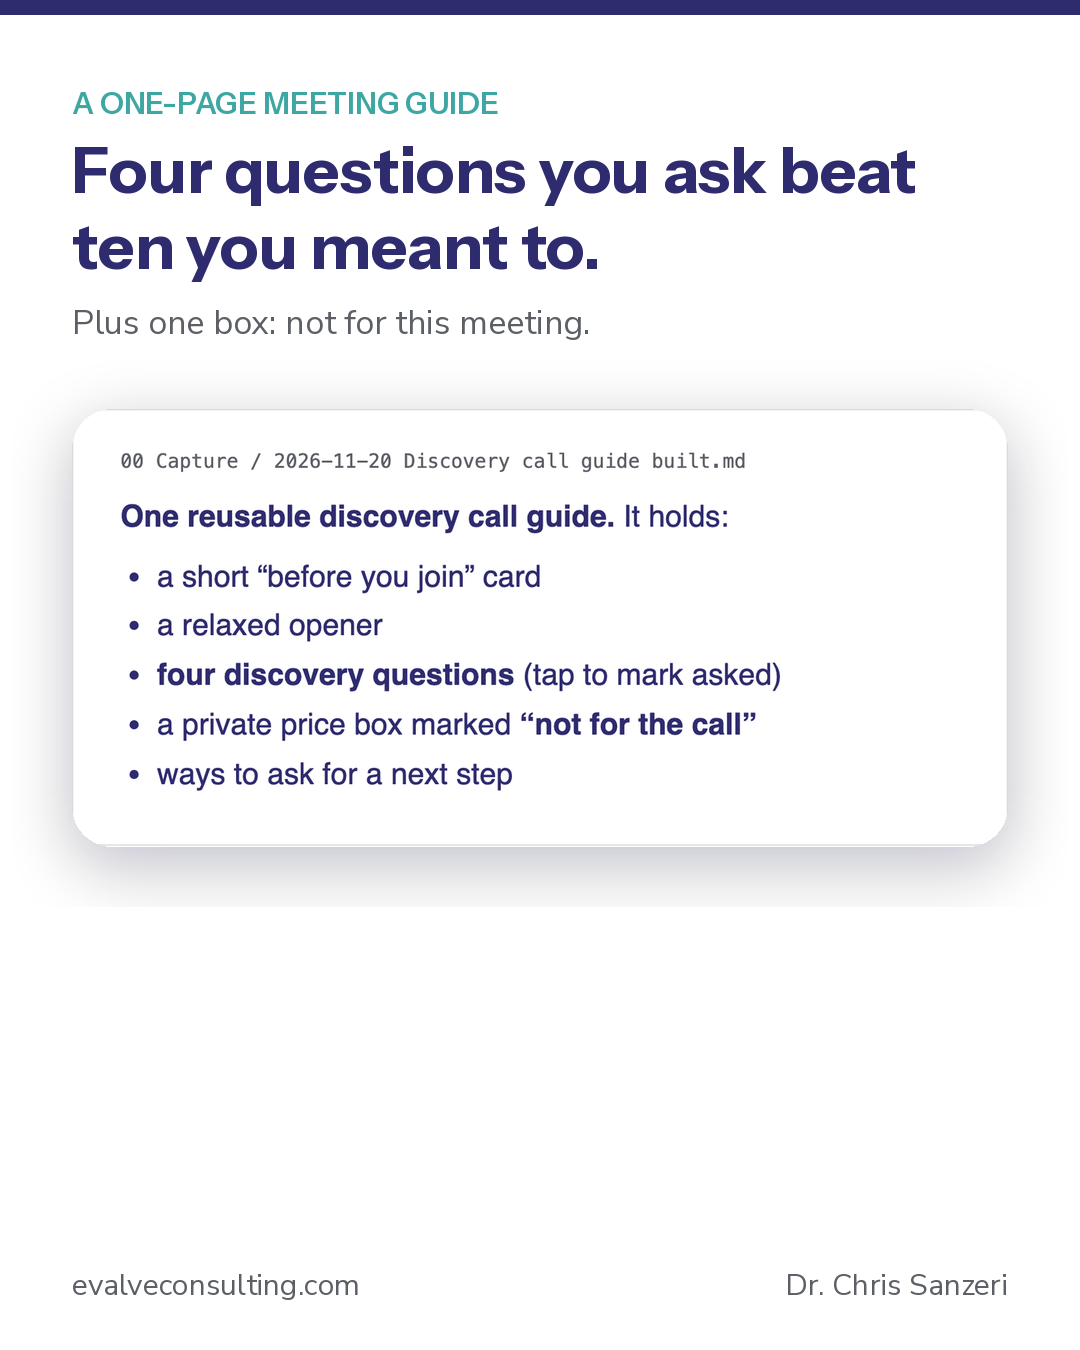 A ONE-PAGE MEETING GUIDE
Four questions you ask beat
ten you meant to.
Plus one box: not for this meeting.
00 Capture / 2026-11-20 Discovery call guide built.md
One reusable discovery call guide. It holds:
• a short “before you join” card
• a relaxed opener
• four discovery questions (tap to mark asked)
• a private price box marked “not for the call”
• ways to ask for a next step
evalveconsulting.com
Dr. Chris Sanzeri